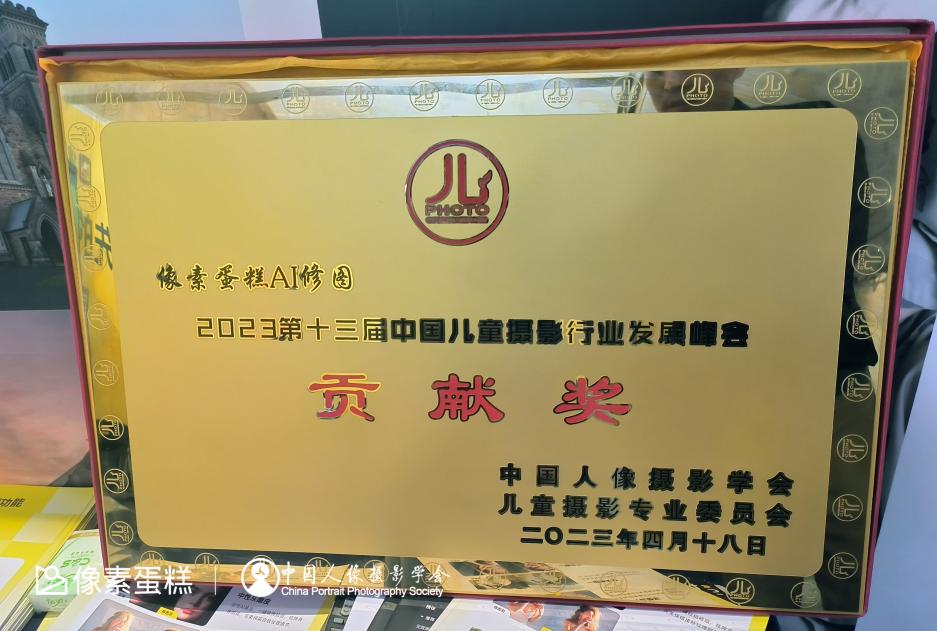 PHOTO
像素蛋糕AI修图
2023第十三届中国儿童摄影行业发展峰会
贡献奖
中国人像摄影学会
儿童摄影专业委员会
二〇二三年四月十八日
功能
像素蛋糕
中国人像摄影学会
China Portrait Photography Society